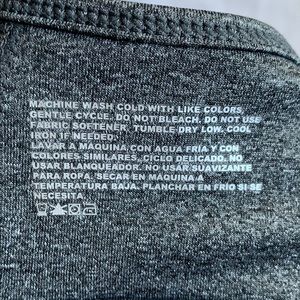 MACHINE WASH COLD WITH LIKE COLORS,
GENTLE CYCLE. DO NOT BLEACH. DO NOT USE
FABRIC SOFTENER, TUMBLE DRY LOW. COOL
IRON IF NEEDED.
LAVAR A MAQUINA, CON AGUA FRIA Y CON
COLORES SIMILARES, CICLO DELICADO. NO
USAR BLANQUEADOR. NO USAR SUAVIZANTE
PARA ROPA. SECAR EN MAQUINA A
TEMPERATURA BAJA. PLANCHAR EN FRÍO SI SE
NECESITA